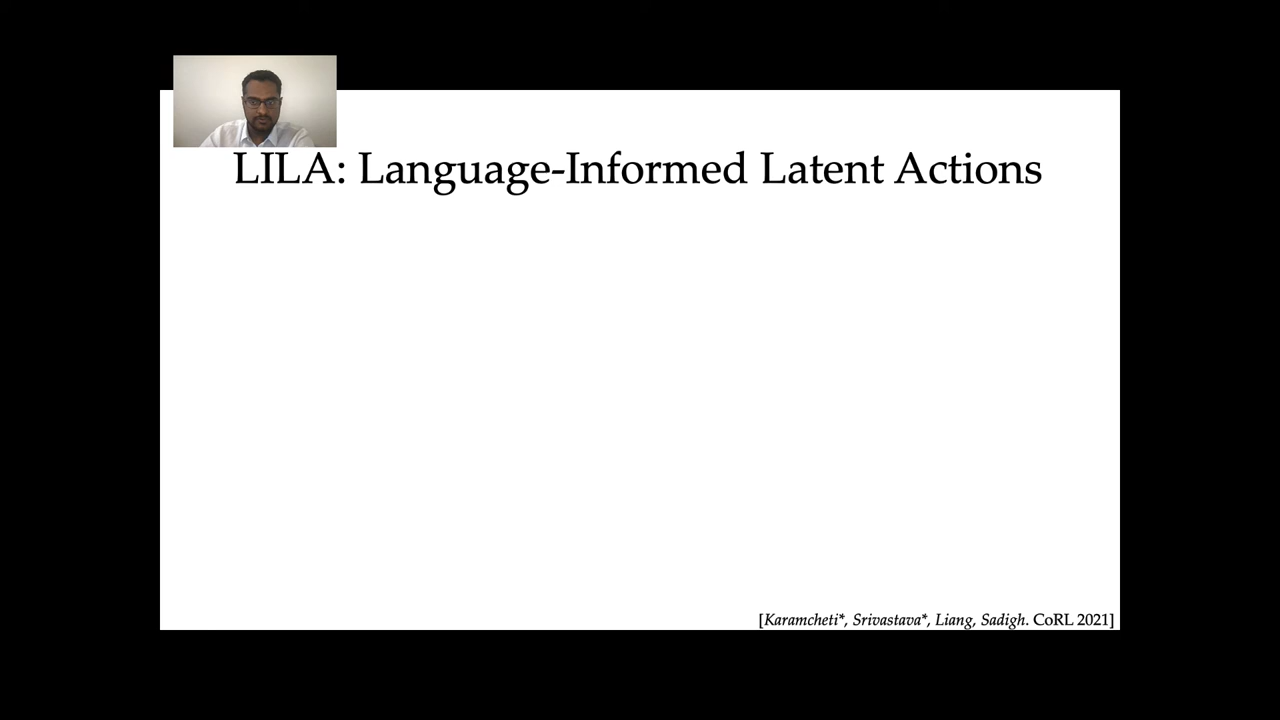 LILA: Language-Informed Latent Actions
[Karamcheti*, Srivastava*, Liang, Sadigh. CoRL 2021]